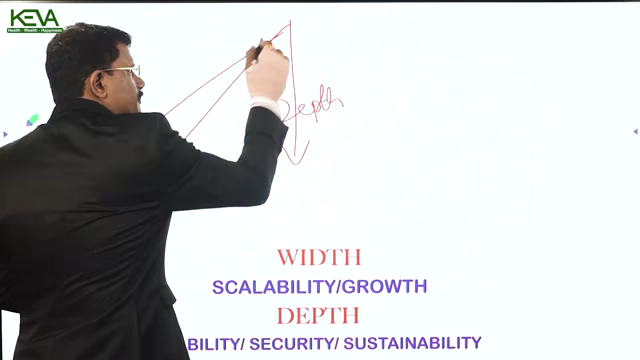 KEVA
Health - Wealth - Happiness
Depth
WIDTH
SCALABILITY/GROWTH
DEPTH
BILITY/ SECURITY/ SUSTAINABILITY